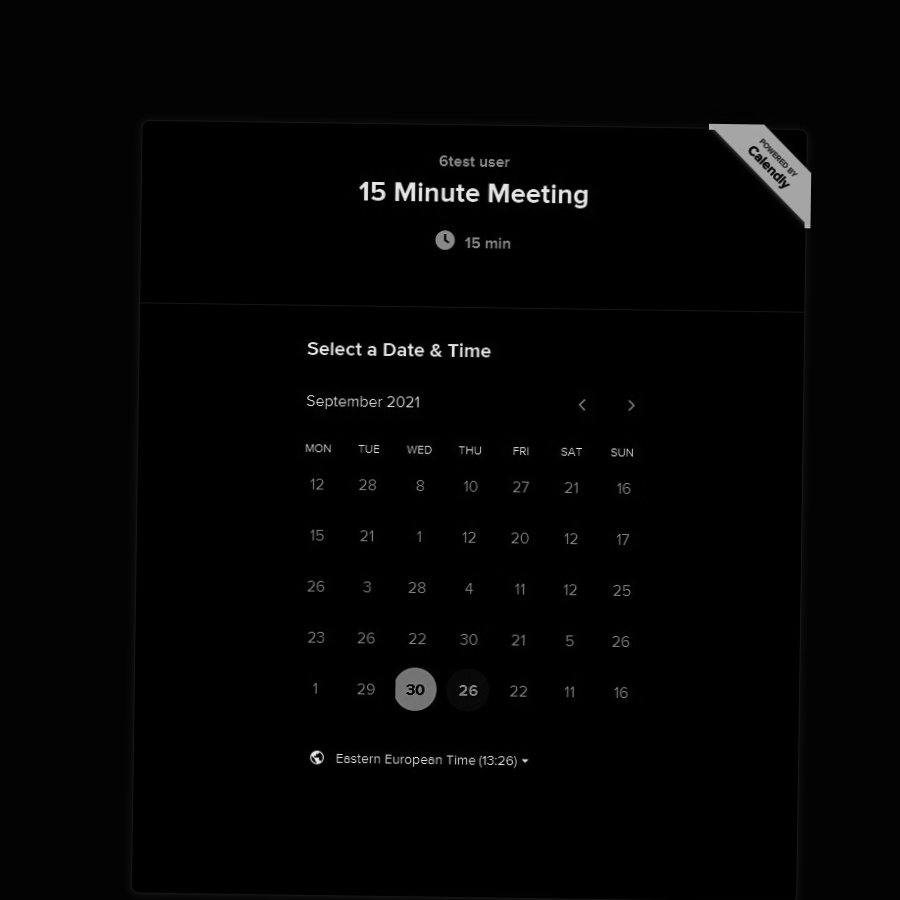 POWERED BY
Calendly
6test user
15 Minute Meeting
15 min
Select a Date & Time
September 2021
MON TUE WED THU FRI SAT SUN
12 28 8 10 27 21 16
15 21 1 12 20 12 17
26 3 28 4 11 12 25
23 26 22 30 21 5 26
1 29 30 26 22 11 16
Eastern European Time (13:26)